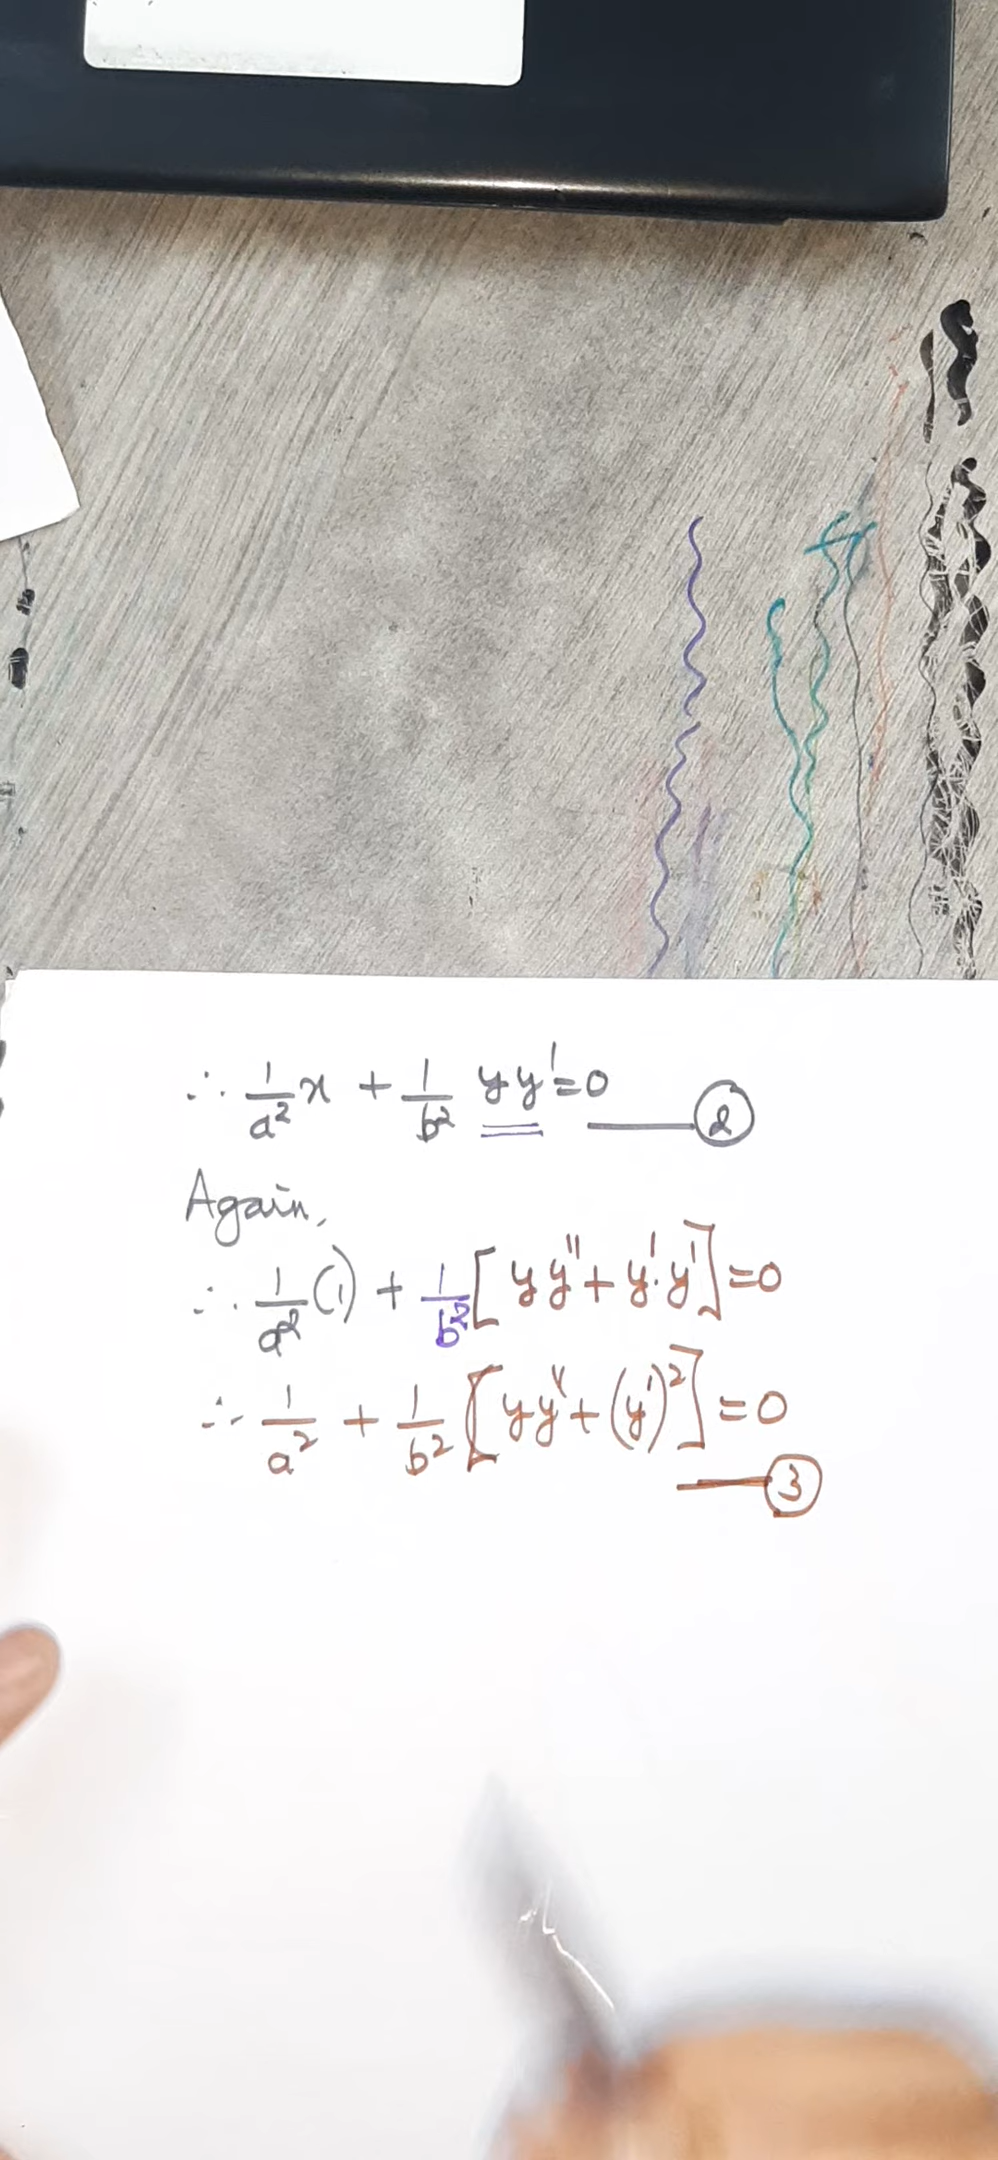 ∴ 1/a² x + 1/b² yy' = 0 —— ②
Again,
∴ 1/a² (1) + 1/b² [yy'' + y'·y'] = 0
∴ 1/a² + 1/b² [yy'' + (y')²] = 0
—— ③